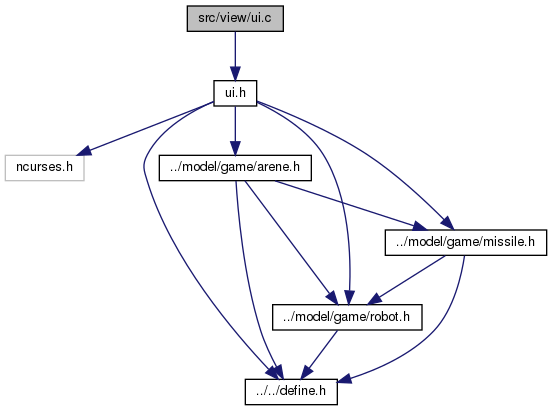 src/view/ui.c
ui.h
ncurses.h
../model/game/arene.h
../model/game/missile.h
../model/game/robot.h
../../define.h